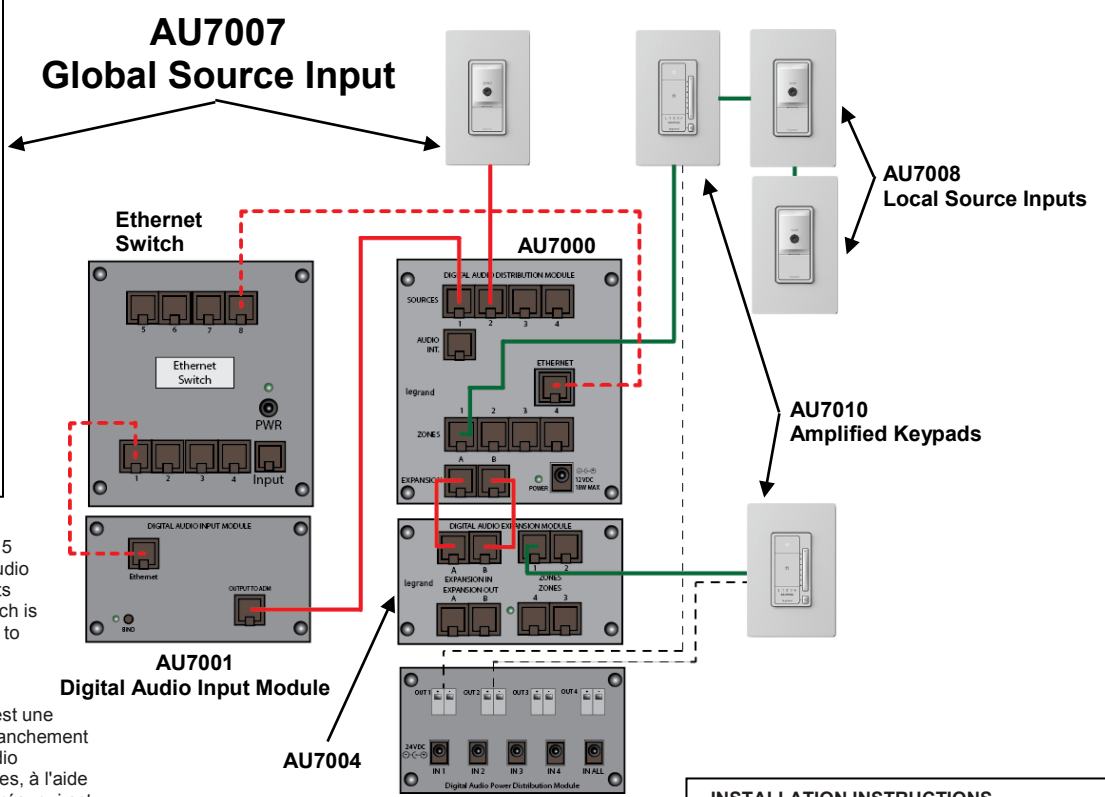 AU7007
Global Source Input
AU7008
Local Source Inputs
Ethernet
Switch
AU7000
5 6 7 8
Ethernet
Switch
PWR
1 2 3 4 Input
DIGITAL AUDIO DISTRIBUTION MODULE
SOURCES
1 2 3 4
AUDIO
INT.
ETHERNET
legrand
1 2 3 4
ZONES
A B
EXPANSION
POWER
12VDC
18W MAX
AU7010
Amplified Keypads
DIGITAL AUDIO INPUT MODULE
Ethernet
OUTPUT TO ADM
BIND
DIGITAL AUDIO EXPANSION MODULE
A B 1 2
legrand
EXPANSION IN ZONES
EXPANSION OUT ZONES
A B 4 3
AU7001
Digital Audio Input Module
AU7004
OUT 1 OUT 2 OUT 3 OUT 4
24VDC
IN 1 IN 2 IN 3 IN 4 IN ALL
Digital Audio Power Distribution Module
5
udio
ts
ch is
to
est une
anchement
dio
es, à l'aide
INSTALLATION INSTRUCTIONS